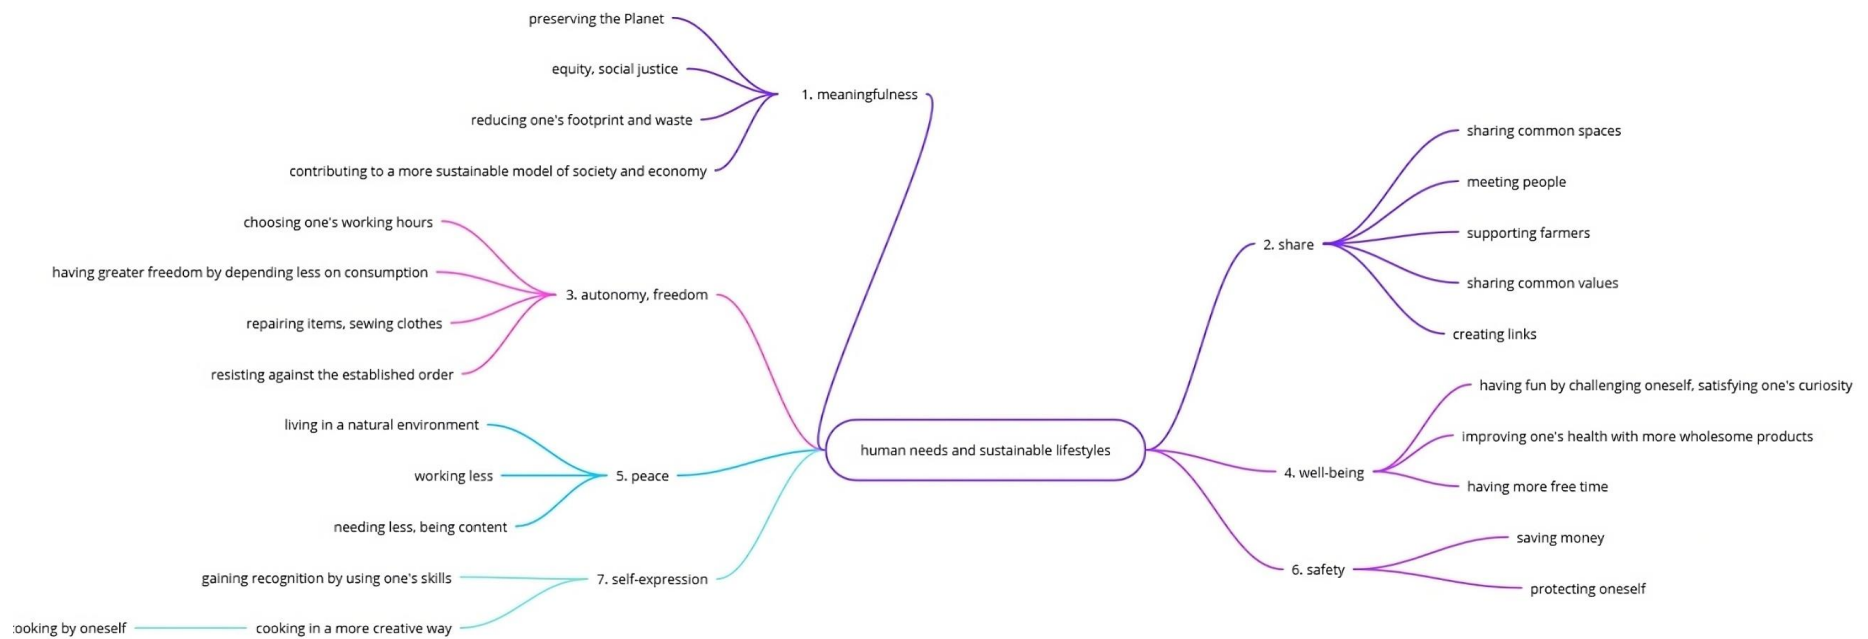 preserving the Planet
equity, social justice
reducing one's footprint and waste
contributing to a more sustainable model of society and economy
1. meaningfulness
choosing one's working hours
having greater freedom by depending less on consumption
repairing items, sewing clothes
resisting against the established order
3. autonomy, freedom
living in a natural environment
working less
needing less, being content
5. peace
gaining recognition by using one's skills
cooking in a more creative way
cooking by oneself
7. self-expression
human needs and sustainable lifestyles
2. share
sharing common spaces
meeting people
supporting farmers
sharing common values
creating links
4. well-being
having fun by challenging oneself, satisfying one's curiosity
improving one's health with more wholesome products
having more free time
6. safety
saving money
protecting oneself